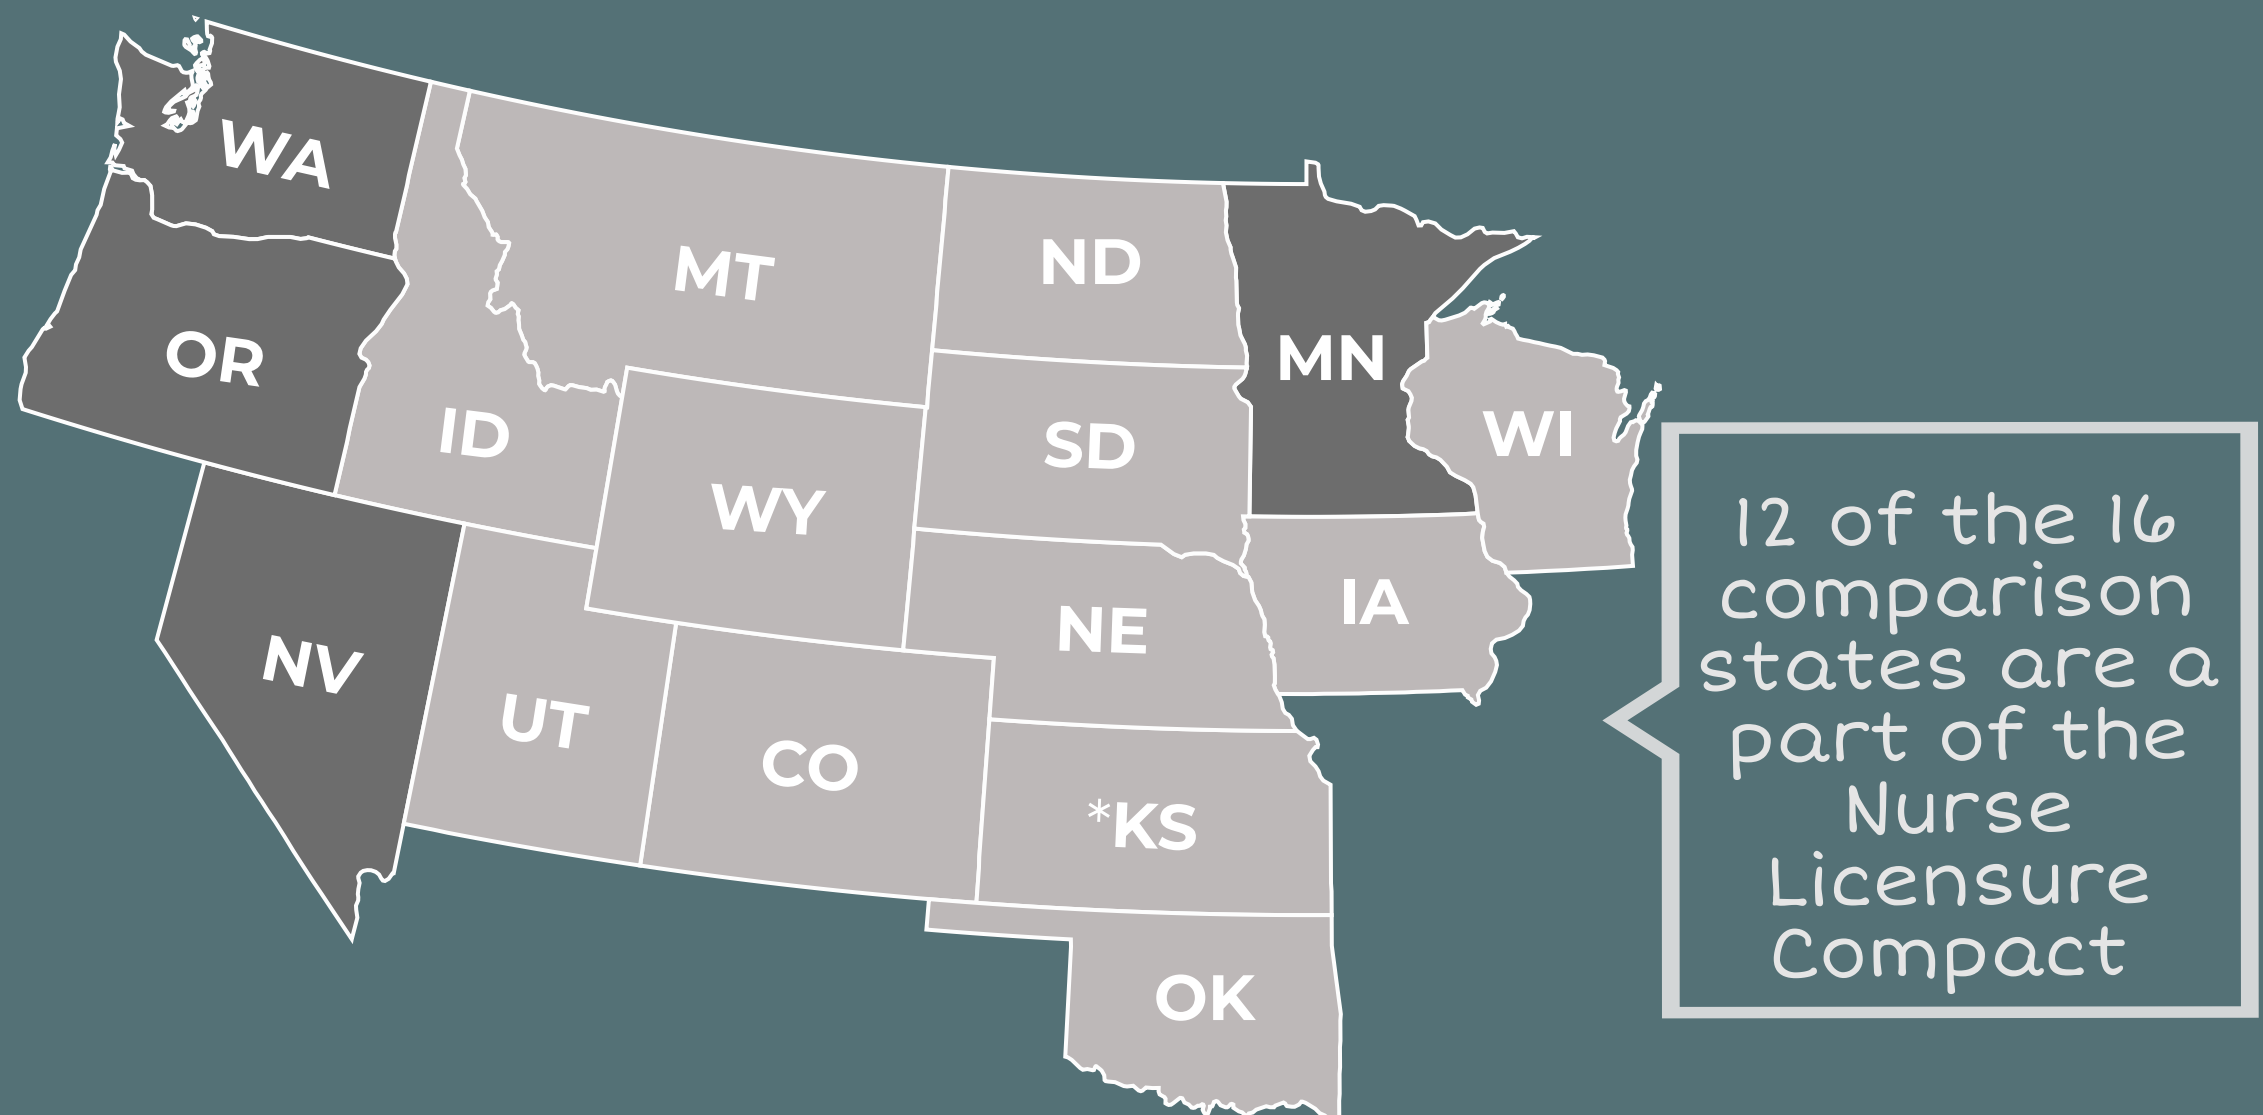 WA
MT
ND
OR
MN
ID
SD
WI
WY
NE
IA
NV
UT
CO
*KS
OK
12 of the 16
comparison
states are a
part of the
Nurse
Licensure
Compact